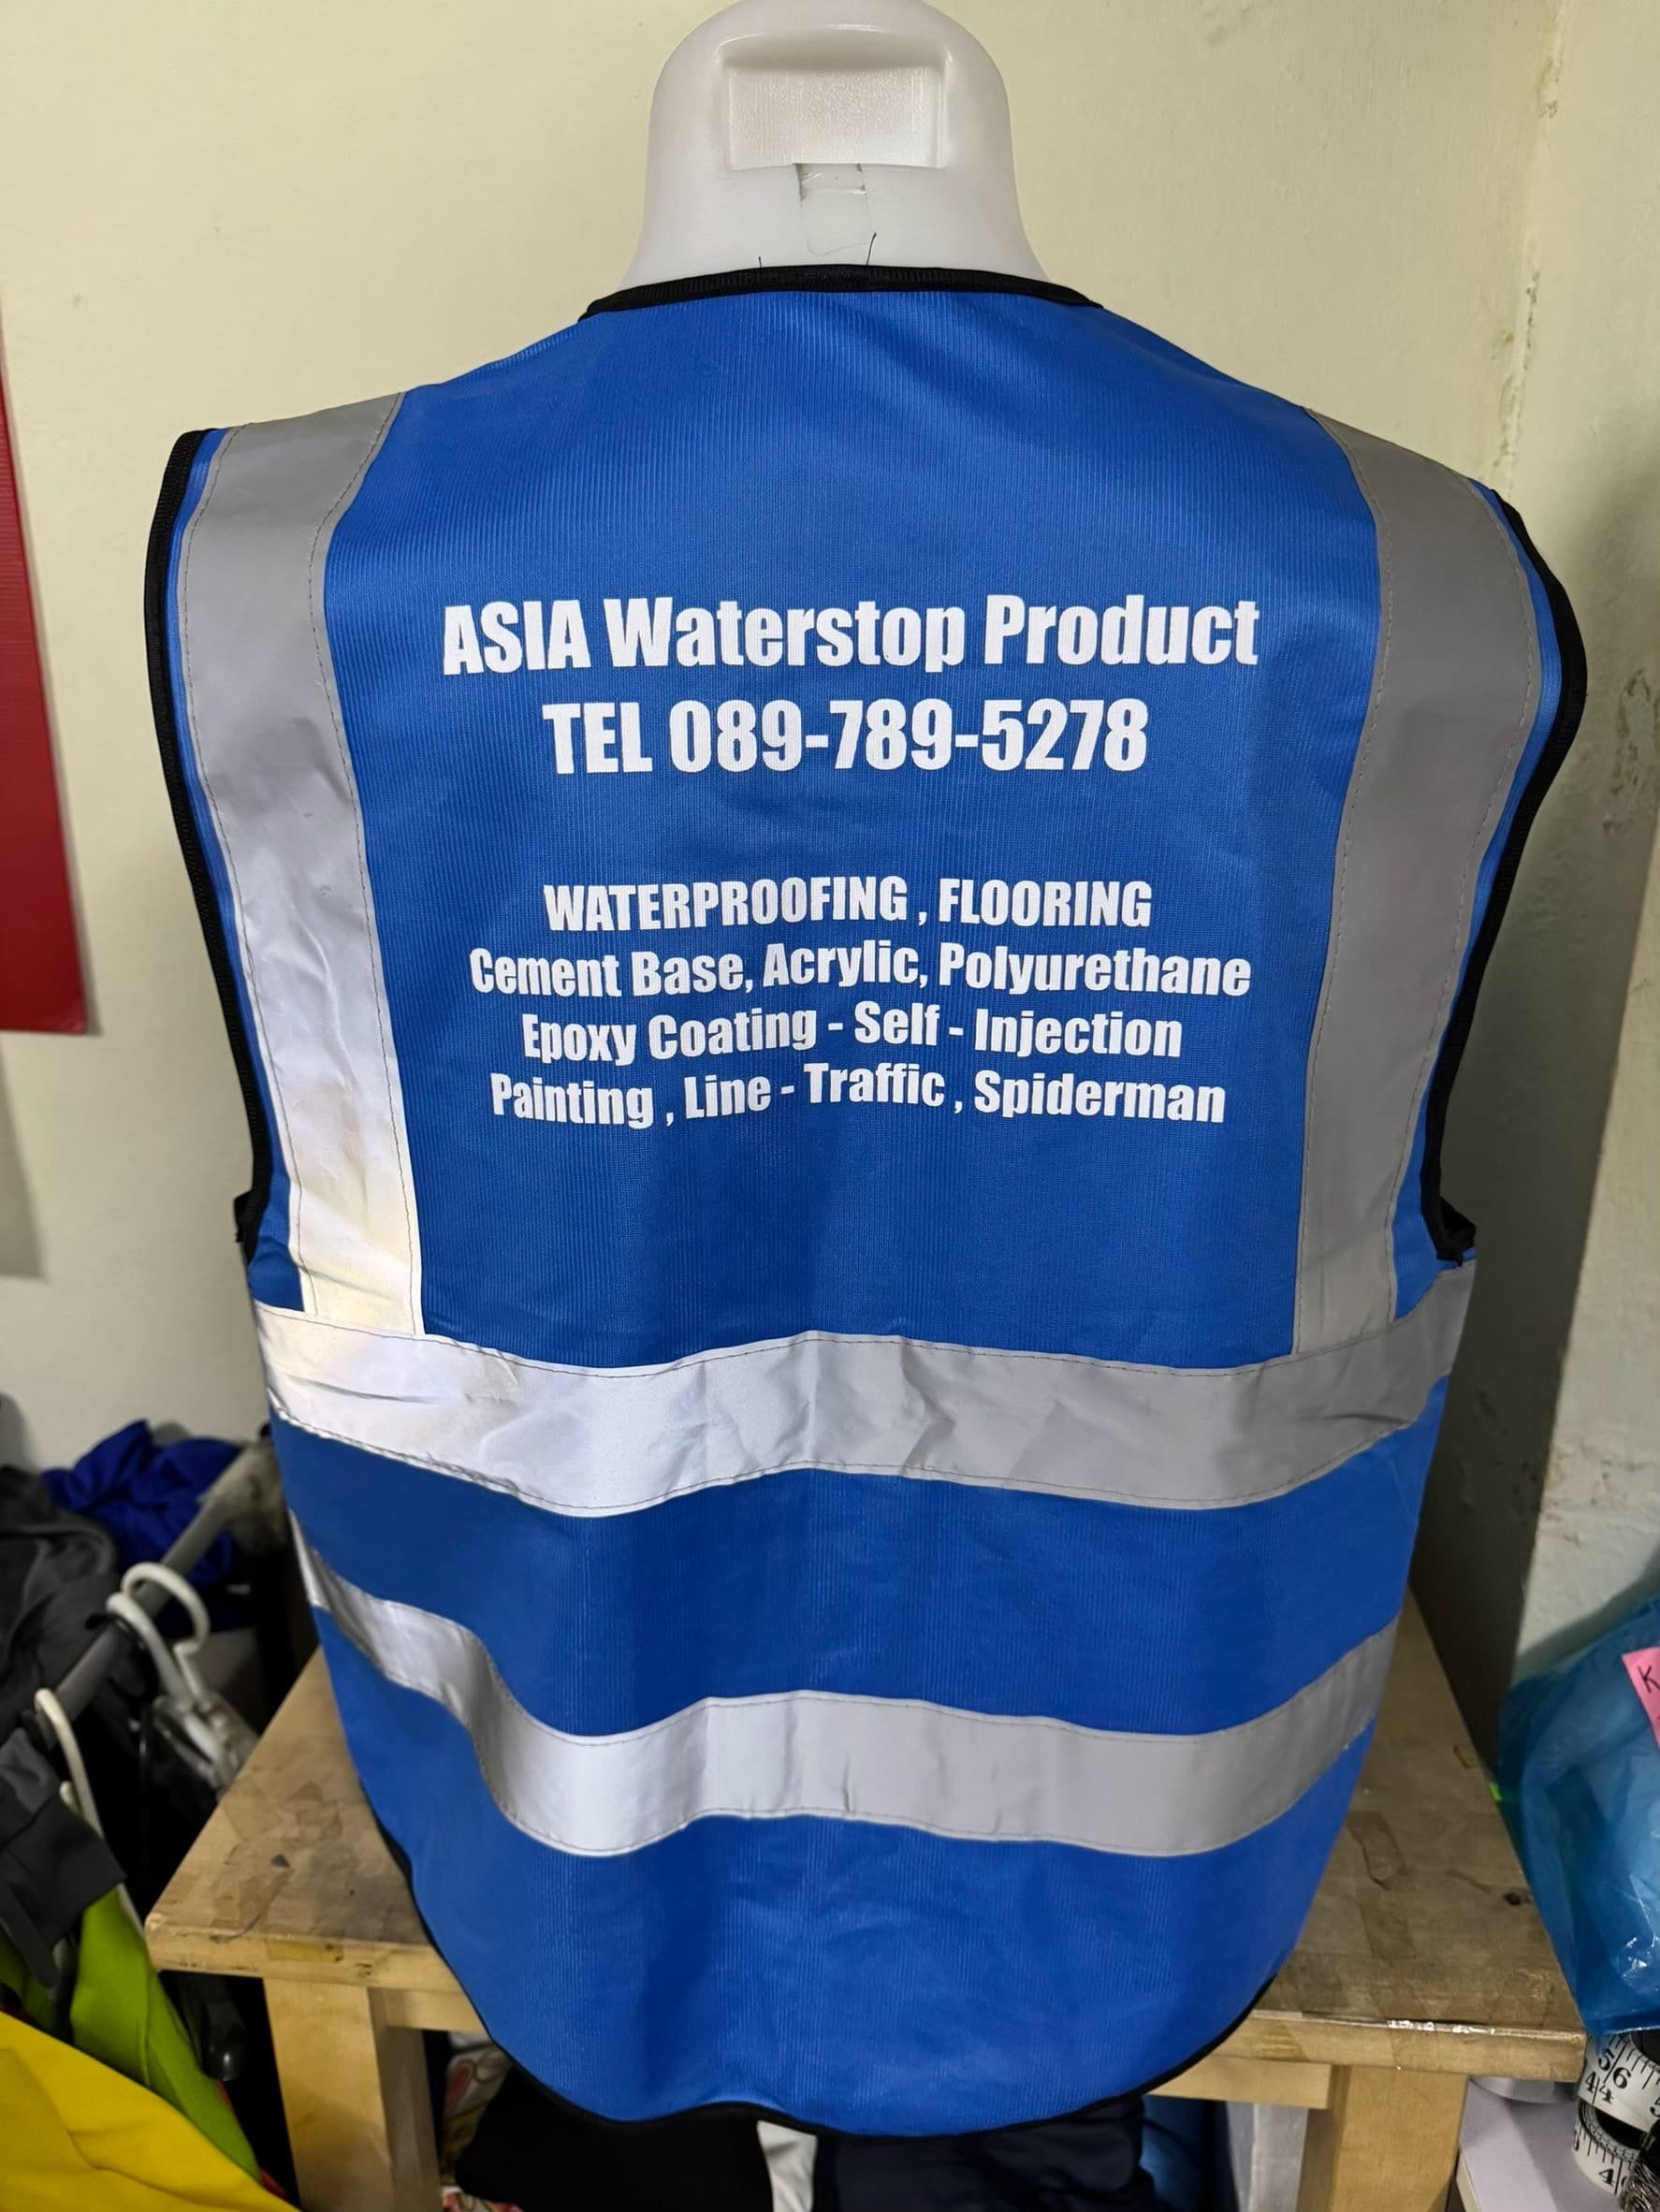 ASIA Waterstop Product
TEL 089-789-5278
WATERPROOFING , FLOORING
Cement Base, Acrylic, Polyurethane
Epoxy Coating - Self - Injection
Painting , Line - Traffic , Spiderman
K